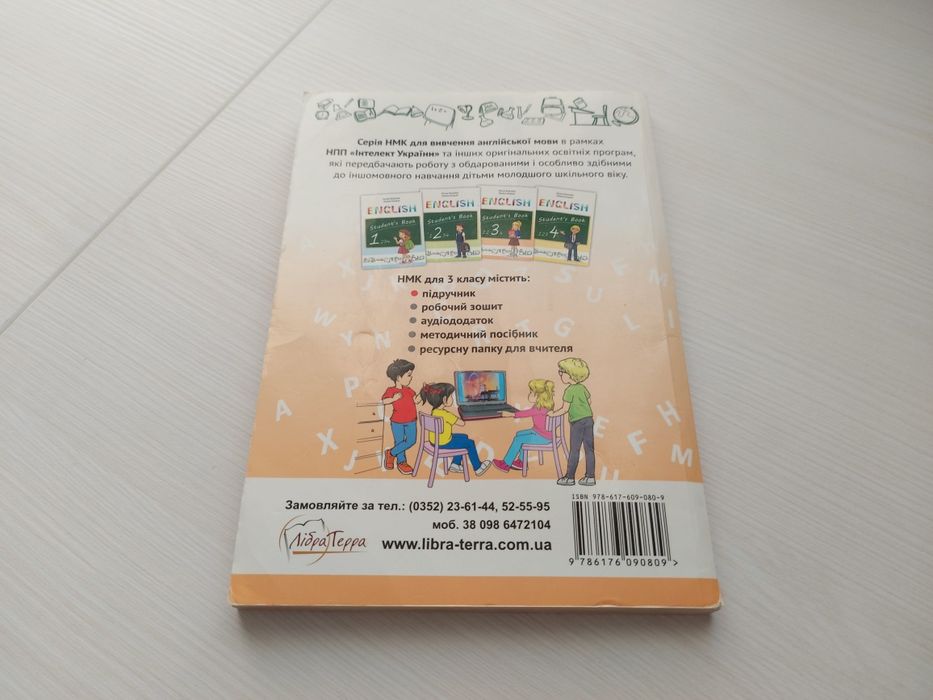 Серія НМК для вивчення англійської мови в рамках
НПП «Інтелект України» та інших оригінальних освітніх програм,
які передбачають роботу з обдарованими і особливо здібними
до іншомовного навчання дітьми молодшого шкільного віку.
ENGLISH
Student's Book
1
ENGLISH
Student's Book
2
ENGLISH
Student's Book
3
ENGLISH
Student's Book
4
НМК для 3 класу містить:
підручник
робочий зошит
аудіододаток
методичний посібник
ресурсну папку для вчителя
Замовляйте за тел.: (0352) 23-61-44, 52-55-95
моб. 38 098 6472104
ЛібраТерра
www.libra-terra.com.ua
ISBN 978-617-609-080-9
9 786176 090809 >